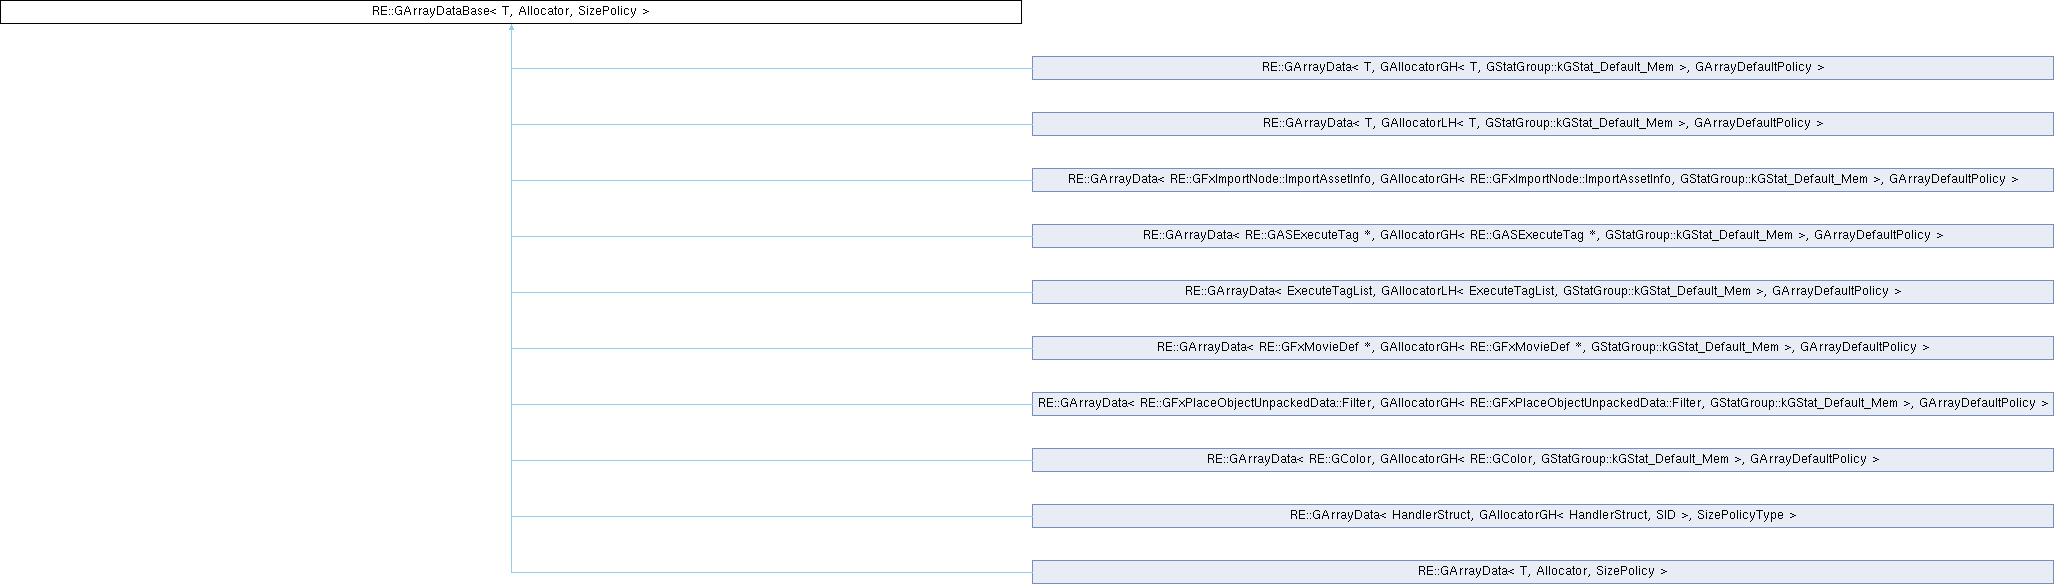 RE::GArrayDataBase< T, Allocator, SizePolicy >
RE::GArrayData< T, GAllocatorGH< T, GStatGroup::kGStat_Default_Mem >, GArrayDefaultPolicy >
RE::GArrayData< T, GAllocatorLH< T, GStatGroup::kGStat_Default_Mem >, GArrayDefaultPolicy >
RE::GArrayData< RE::GFxImportNode::ImportAssetInfo, GAllocatorGH< RE::GFxImportNode::ImportAssetInfo, GStatGroup::kGStat_Default_Mem >, GArrayDefaultPolicy >
RE::GArrayData< RE::GASExecuteTag *, GAllocatorGH< RE::GASExecuteTag *, GStatGroup::kGStat_Default_Mem >, GArrayDefaultPolicy >
RE::GArrayData< ExecuteTagList, GAllocatorLH< ExecuteTagList, GStatGroup::kGStat_Default_Mem >, GArrayDefaultPolicy >
RE::GArrayData< RE::GFxMovieDef *, GAllocatorGH< RE::GFxMovieDef *, GStatGroup::kGStat_Default_Mem >, GArrayDefaultPolicy >
RE::GArrayData< RE::GFxPlaceObjectUnpackedData::Filter, GAllocatorGH< RE::GFxPlaceObjectUnpackedData::Filter, GStatGroup::kGStat_Default_Mem >, GArrayDefaultPolicy >
RE::GArrayData< RE::GColor, GAllocatorGH< RE::GColor, GStatGroup::kGStat_Default_Mem >, GArrayDefaultPolicy >
RE::GArrayData< HandlerStruct, GAllocatorGH< HandlerStruct, SID >, SizePolicyType >
RE::GArrayData< T, Allocator, SizePolicy >